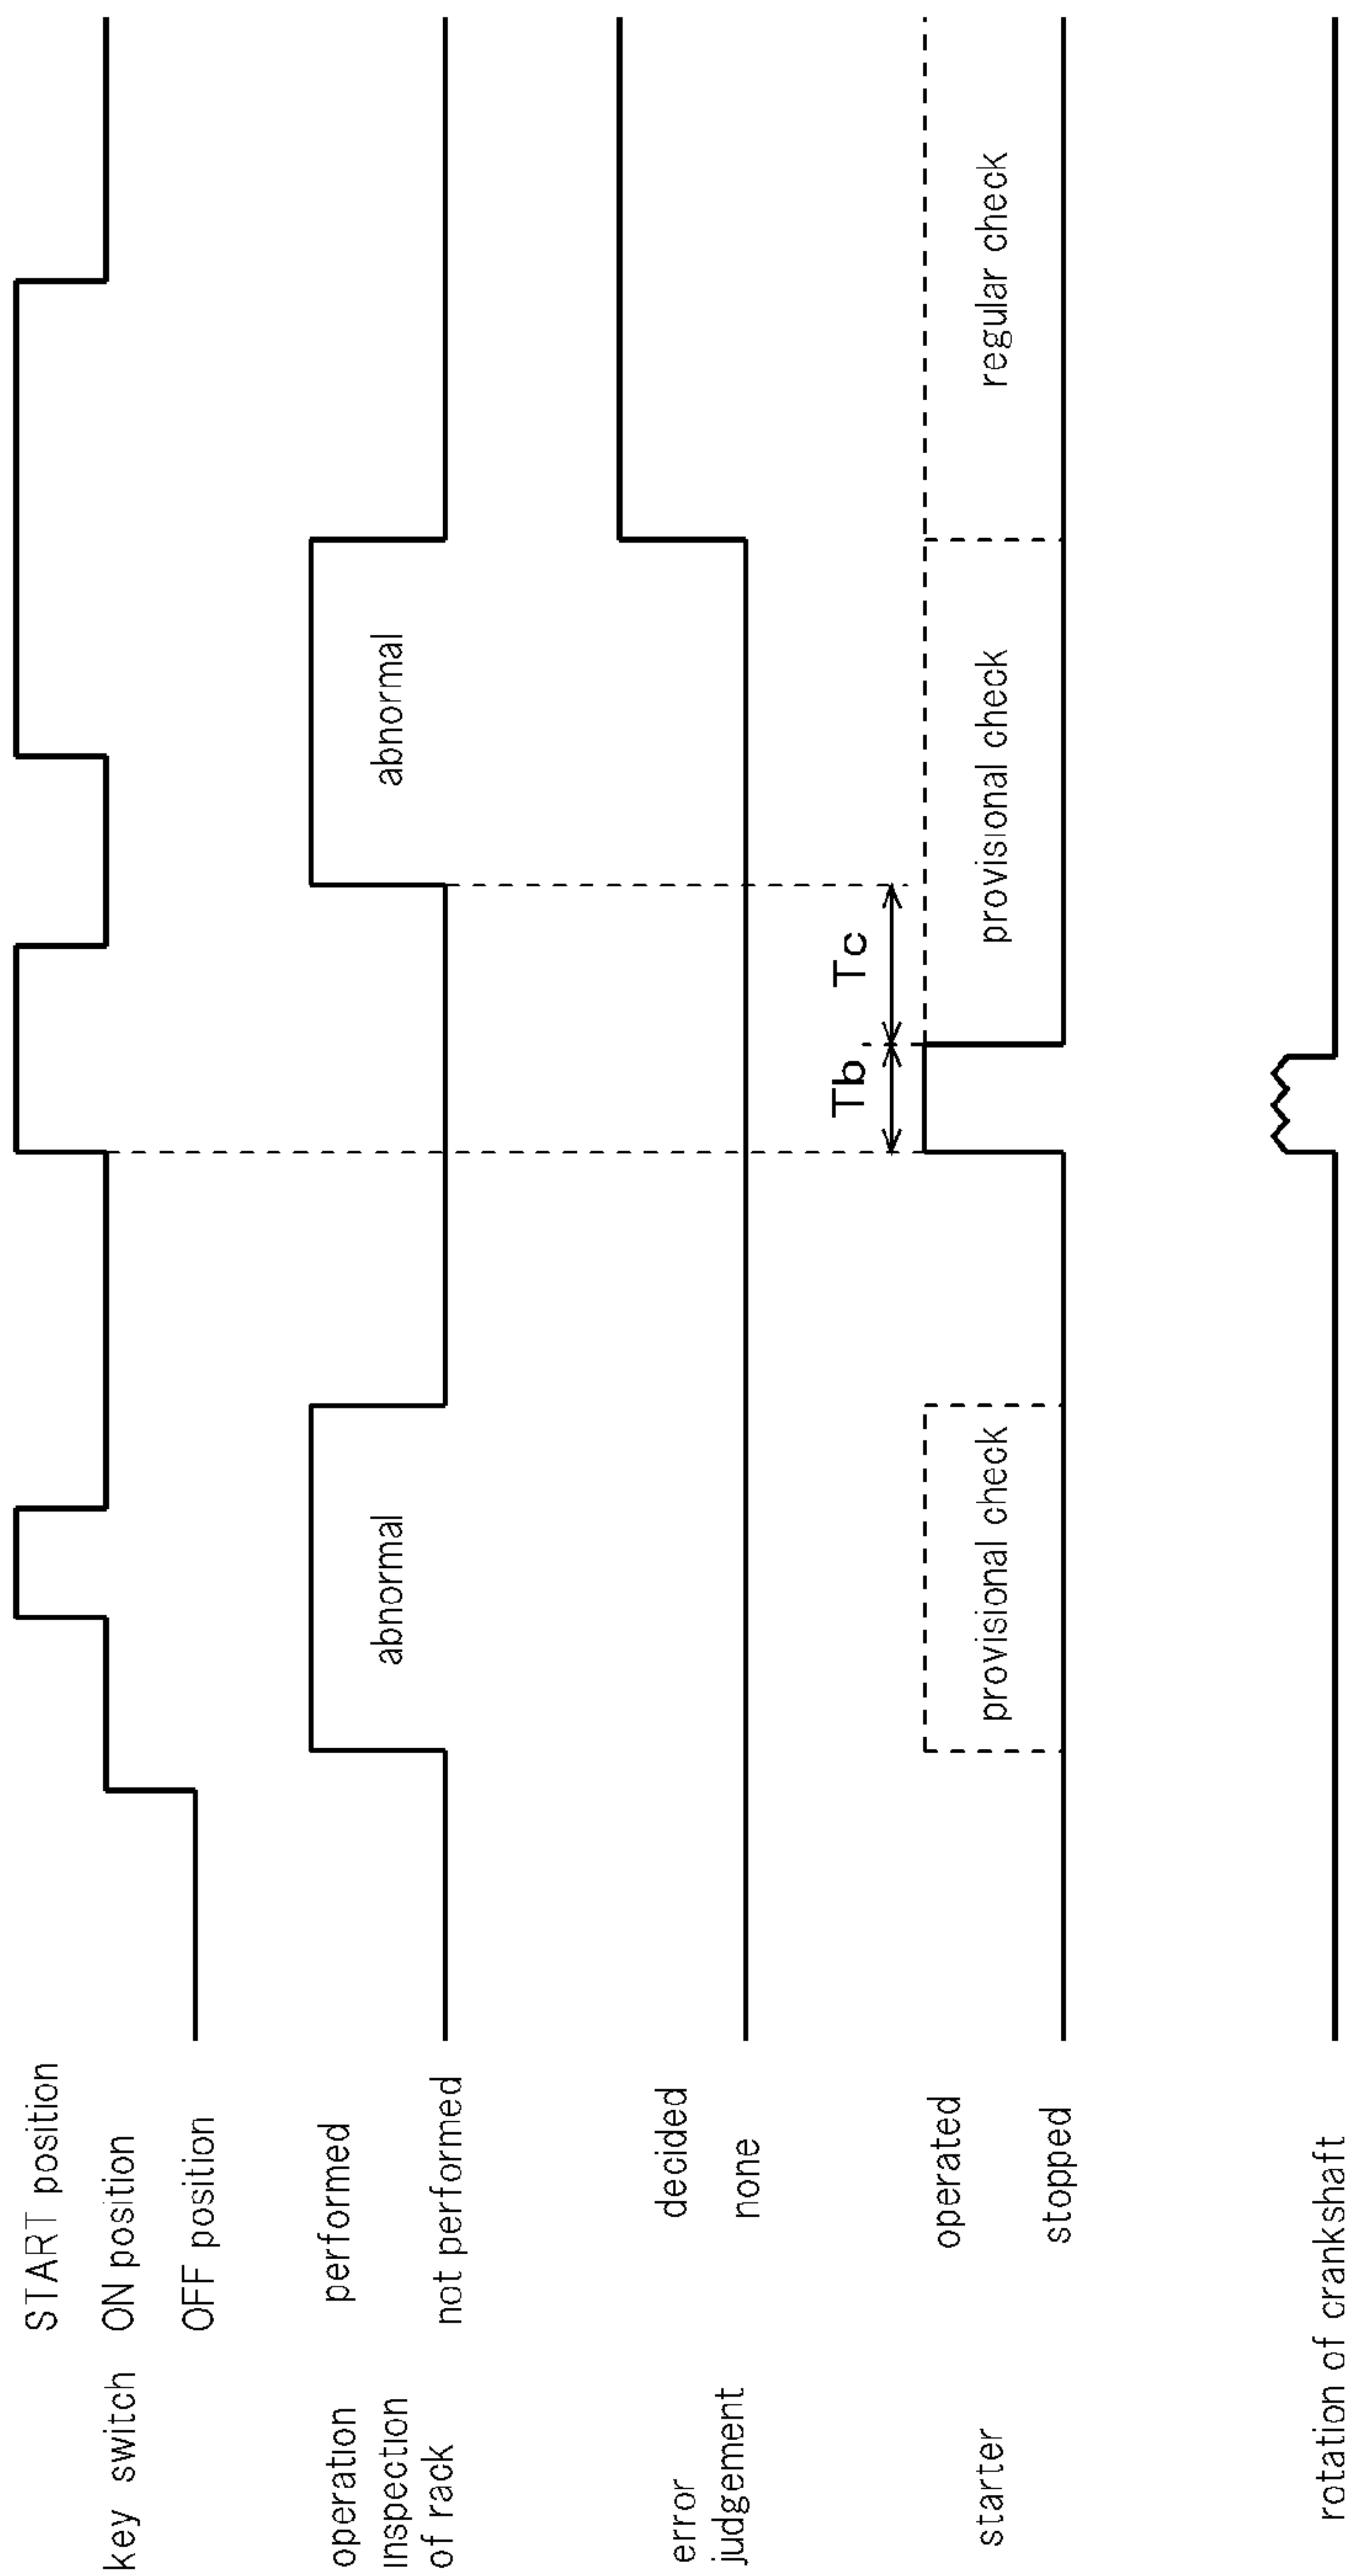 key switch
START position
ON position
OFF position
operation
inspection
of rack
performed
not performed
abnormal
abnormal
error
judgement
decided
none
starter
operated
stopped
Tb
Tc
provisional check
provisional check
regular check
rotation of crankshaft